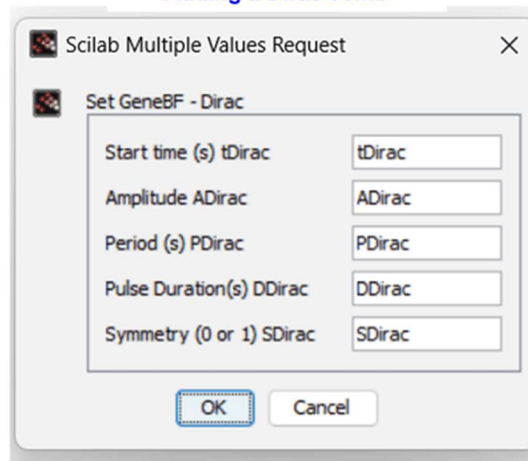 Scilab Multiple Values Request
Set GeneBF - Dirac
Start time (s) tDirac tDirac
Amplitude ADirac ADirac
Period (s) PDirac PDirac
Pulse Duration(s) DDirac DDirac
Symmetry (0 or 1) SDirac SDirac
OK Cancel